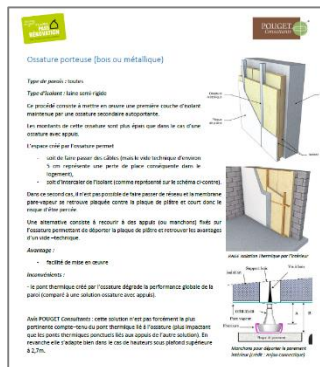 PLAN
RÉNOVATION
POUGET
Consultants
Ossature porteuse (bois ou métallique)
Type de parois : toutes
Type d'isolant : laine semi-rigide
Ce procédé consiste à mettre en œuvre une première couche d'isolant
maintenue par une ossature secondaire autoportante.
Les montants de cette ossature sont plus épais que dans le cas d'une
ossature avec appuis.
L'espace créé par l'ossature permet
- soit de faire passer des câbles (mais le vide technique d'environ
5 cm représente une perte de place conséquente dans le
logement),
- soit d'intercaler de l'isolant (comme représenté sur le schéma ci-contre).
Dans ce second cas, il n'est pas possible de faire passer de réseau et la membrane
pare-vapeur se retrouve plaquée contre la plaque de plâtre et court donc le
risque d'être percée.
Une alternative consiste à recourir à des appuis (ou manchons) fixés sur
l'ossature permettant de déporter la plaque de plâtre et retrouver les avantages
d'un vide-technique.
Avantage :
- facilité de mise en œuvre
Inconvénients :
- le pont thermique créé par l'ossature dégrade la performance globale de la
paroi (comparé à une solution ossature avec appuis).
Avis POUGET Consultants : cette solution n'est pas forcément la plus
pertinente compte-tenu du pont thermique lié à l'ossature (plus impactant
que les ponts thermiques ponctuels liés aux appuis de l'autre solution). En
revanche elle s'adapte bien dans le cas de hauteurs sous plafond supérieure
à 2,7m.
isolation thermique par l'intérieur
Manchons pour déporter le parement
intérieur